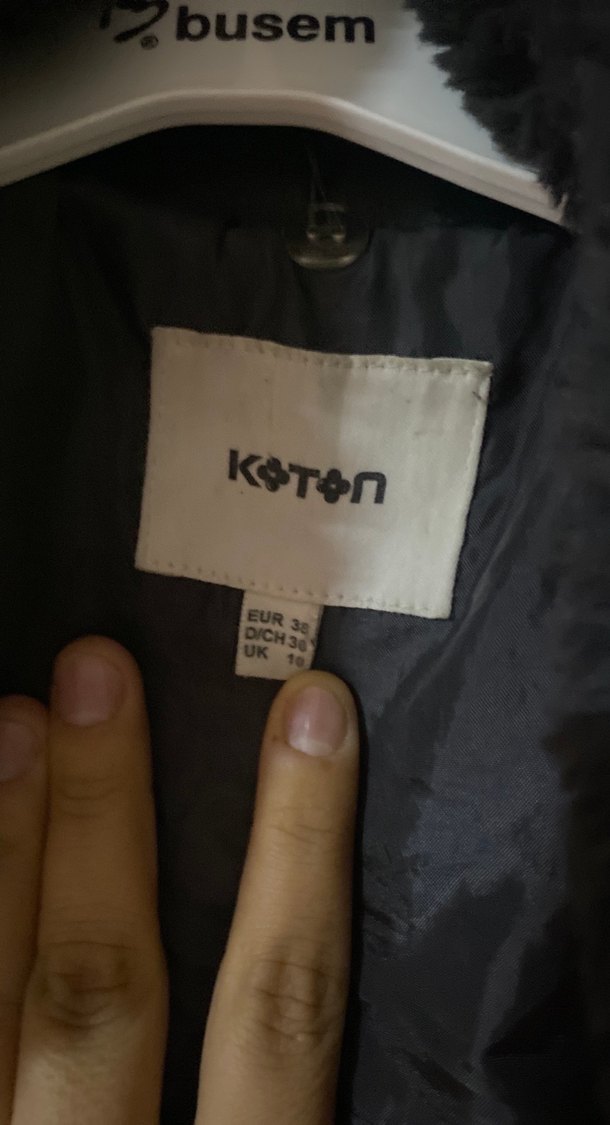 busem
KOTON
EUR 38
D/CH 36
UK 10